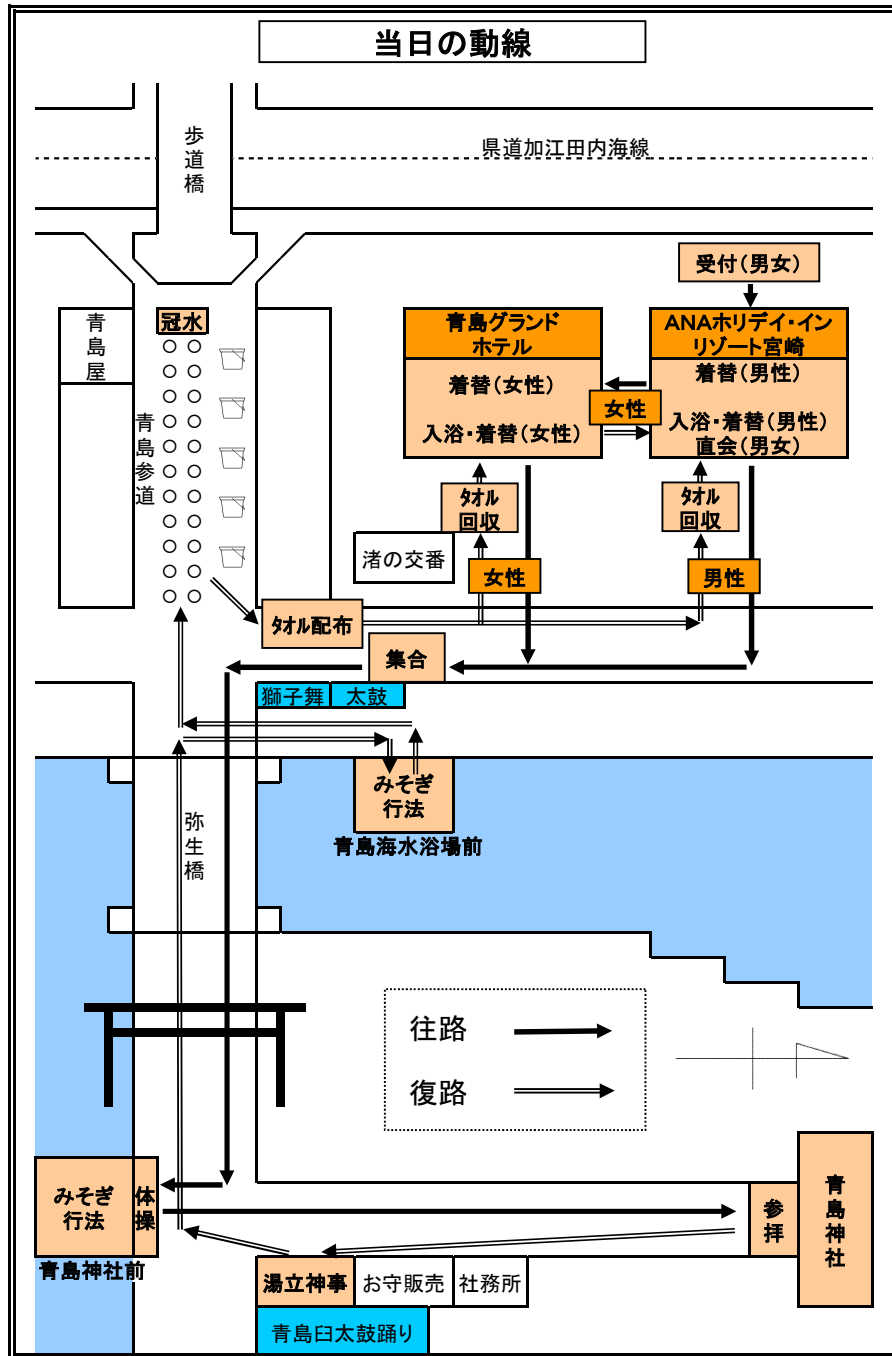 当日の動線
歩道橋
県道加江田内海線
受付(男女)
青島屋
冠水
青島グランド
ホテル
ANAホリデイ・イン
リゾート宮崎
着替(女性)
着替(男性)
女性
入浴・着替(女性)
入浴・着替(男性)
直会(男女)
青島参道
タオル
回収
タオル
回収
渚の交番
女性
男性
タオル配布
集合
獅子舞
太鼓
みそぎ
行法
青島海水浴場前
弥生橋
往路
復路
みそぎ
行法
体操
青島神社前
参拝
青島神社
湯立神事
お守販売
社務所
青島臼太鼓踊り